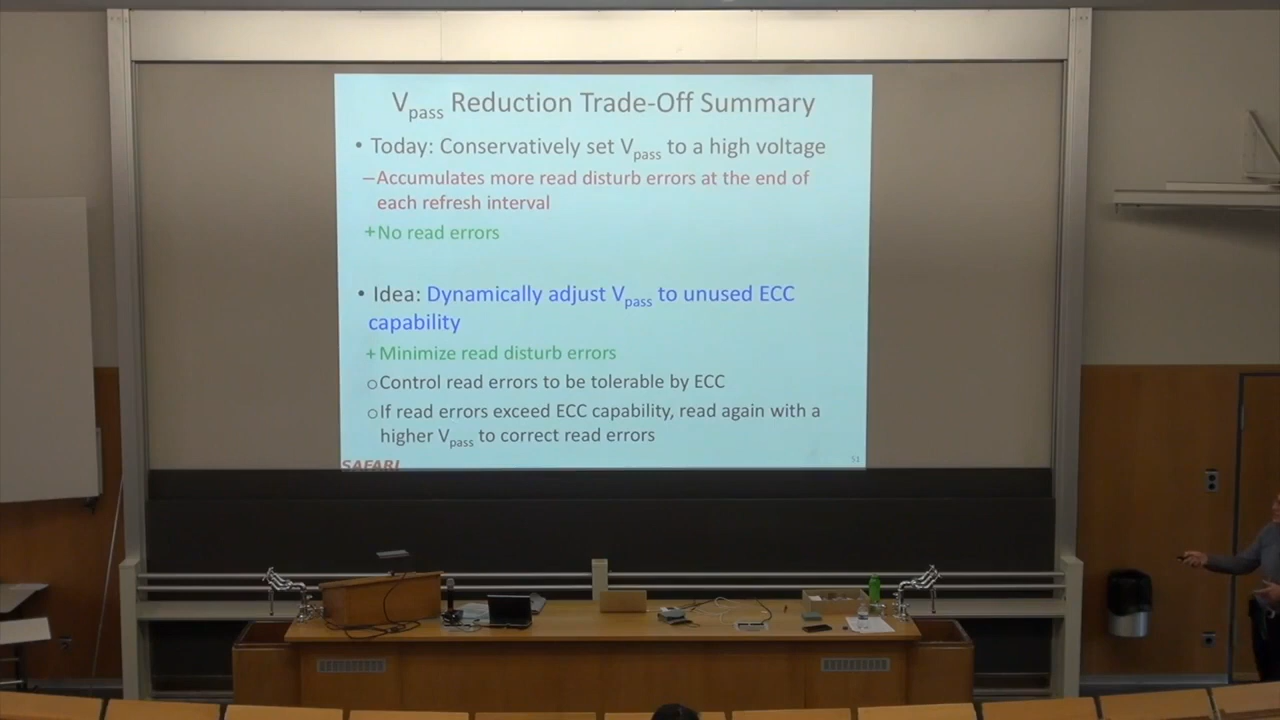 Vpass Reduction Trade-Off Summary
• Today: Conservatively set Vpass to a high voltage
–Accumulates more read disturb errors at the end of
each refresh interval
+No read errors
• Idea: Dynamically adjust Vpass to unused ECC
capability
+Minimize read disturb errors
○Control read errors to be tolerable by ECC
○If read errors exceed ECC capability, read again with a
higher Vpass to correct read errors
SAFARI
51